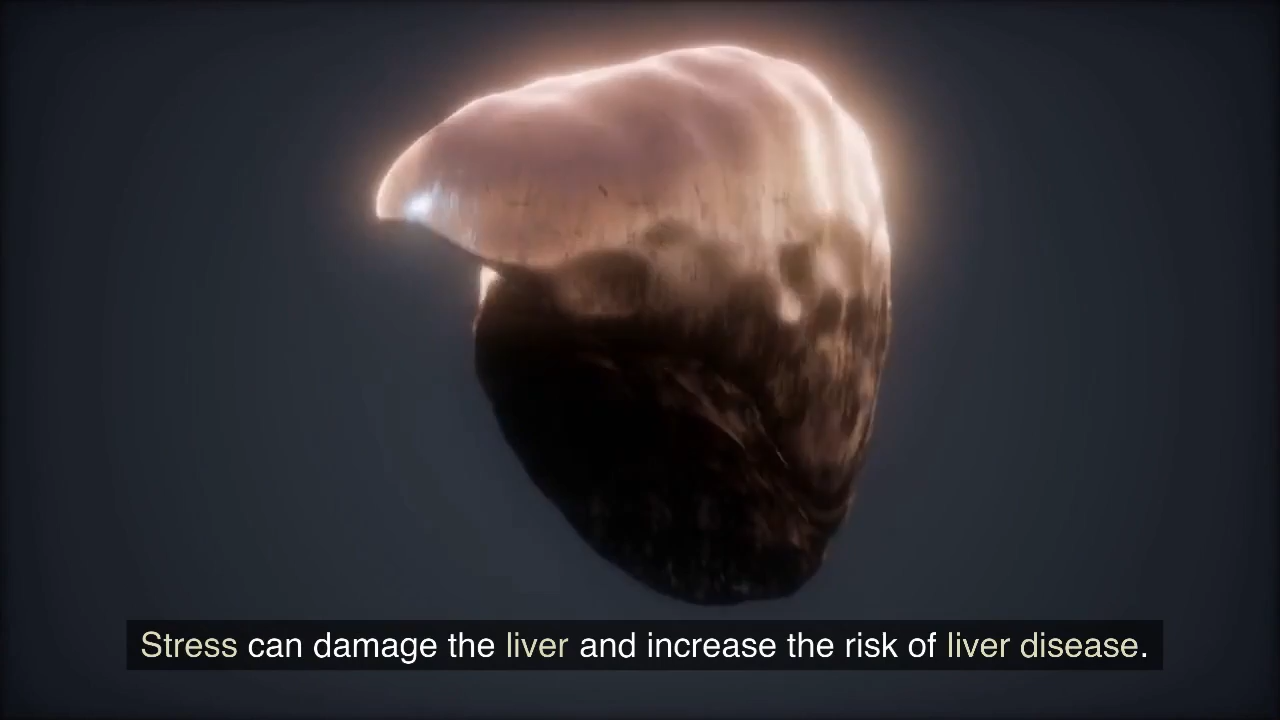 Stress can damage the liver and increase the risk of liver disease.